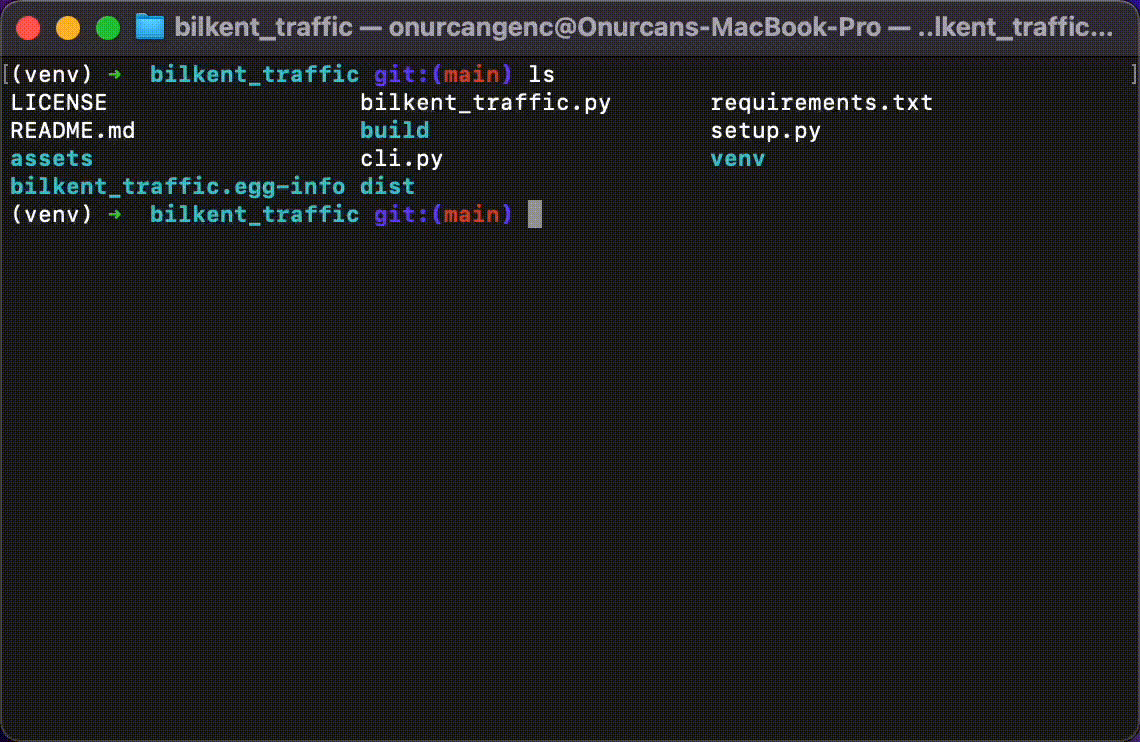 bilkent_traffic — onurcangenc@Onurcans-MacBook-Pro — ..lkent_traffic...
[(venv) ➜  bilkent_traffic git:(main) ls ]
LICENSE bilkent_traffic.py requirements.txt
README.md build setup.py
assets cli.py venv
bilkent_traffic.egg-info dist
(venv) ➜  bilkent_traffic git:(main)